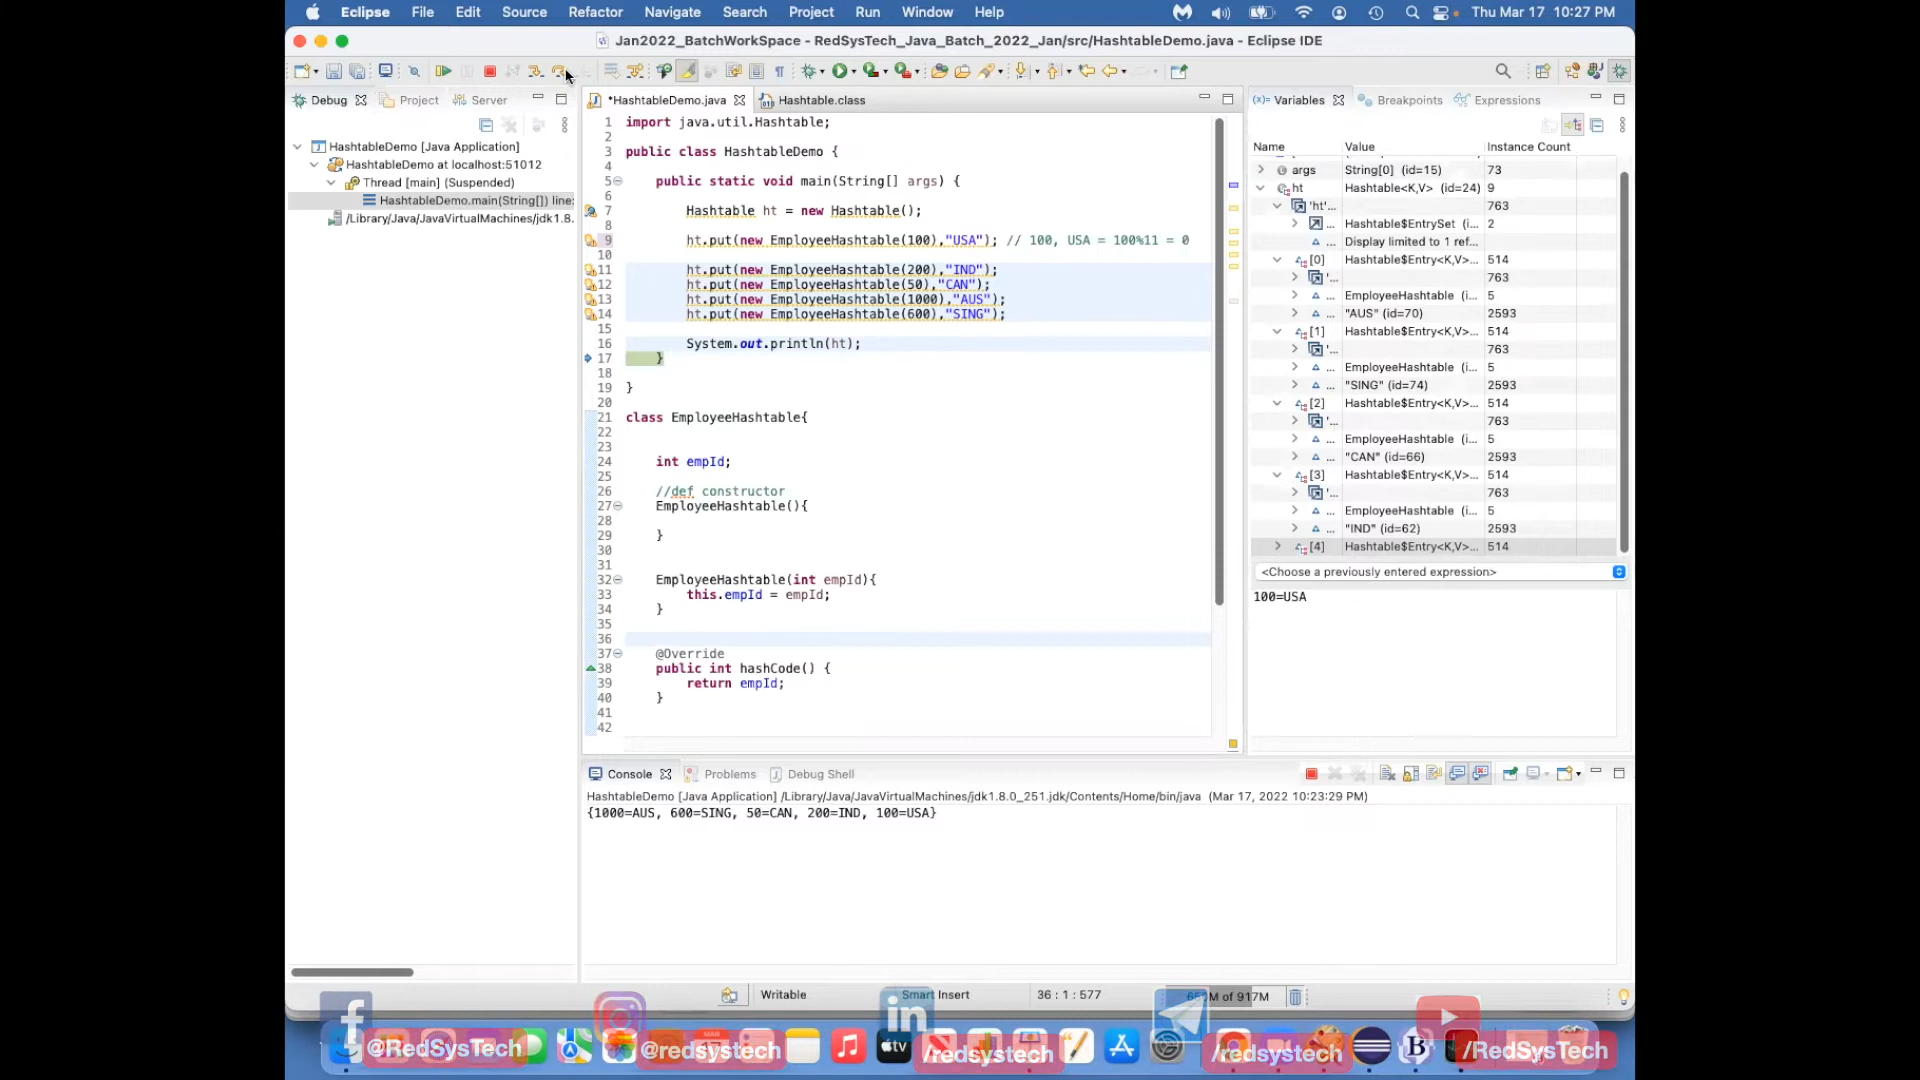 Eclipse File Edit Source Refactor Navigate Search Project Run Window Help Thu Mar 17 10:27 PM
Jan2022_BatchWorkSpace - RedSysTech_Java_Batch_2022_Jan/src/HashtableDemo.java - Eclipse IDE
Debug Project Server
HashtableDemo [Java Application]
HashtableDemo at localhost:51012
Thread [main] (Suspended)
HashtableDemo.main(String[]) line:
/Library/Java/JavaVirtualMachines/jdk1.8.
*HashtableDemo.java Hashtable.class
1 import java.util.Hashtable;
2
3 public class HashtableDemo {
4
5 public static void main(String[] args) {
6
7 Hashtable ht = new Hashtable();
8
9 ht.put(new EmployeeHashtable(100),"USA"); // 100, USA = 100%11 = 0
10
11 ht.put(new EmployeeHashtable(200),"IND");
12 ht.put(new EmployeeHashtable(50),"CAN");
13 ht.put(new EmployeeHashtable(1000),"AUS");
14 ht.put(new EmployeeHashtable(600),"SING");
15
16 System.out.println(ht);
17 }
18
19 }
20
21 class EmployeeHashtable{
22
23
24 int empId;
25
26 //def constructor
27 EmployeeHashtable(){
28
29 }
30
31
32 EmployeeHashtable(int empId){
33 this.empId = empId;
34 }
35
36
37 @Override
38 public int hashCode() {
39 return empId;
40 }
41
42
(x)= Variables Breakpoints Expressions
Name Value Instance Count
args String[0] (id=15) 73
ht Hashtable<K,V> (id=24) 9
'ht'... 763
Hashtable$EntrySet (i... 2
... Display limited to 1 ref...
[0] Hashtable$Entry<K,V>... 514
'... 763
... EmployeeHashtable (i... 5
... "AUS" (id=70) 2593
[1] Hashtable$Entry<K,V>... 514
'... 763
... EmployeeHashtable (i... 5
... "SING" (id=74) 2593
[2] Hashtable$Entry<K,V>... 514
'... 763
... EmployeeHashtable (i... 5
... "CAN" (id=66) 2593
[3] Hashtable$Entry<K,V>... 514
'... 763
... EmployeeHashtable (i... 5
... "IND" (id=62) 2593
[4] Hashtable$Entry<K,V>... 514
<Choose a previously entered expression>
100=USA
Console Problems Debug Shell
HashtableDemo [Java Application] /Library/Java/JavaVirtualMachines/jdk1.8.0_251.jdk/Contents/Home/bin/java (Mar 17, 2022 10:23:29 PM)
{1000=AUS, 600=SING, 50=CAN, 200=IND, 100=USA}
Writable Smart Insert 36 : 1 : 577 of 917M
@RedSysTech @redsystech /redsystech /redsystech /RedSysTech